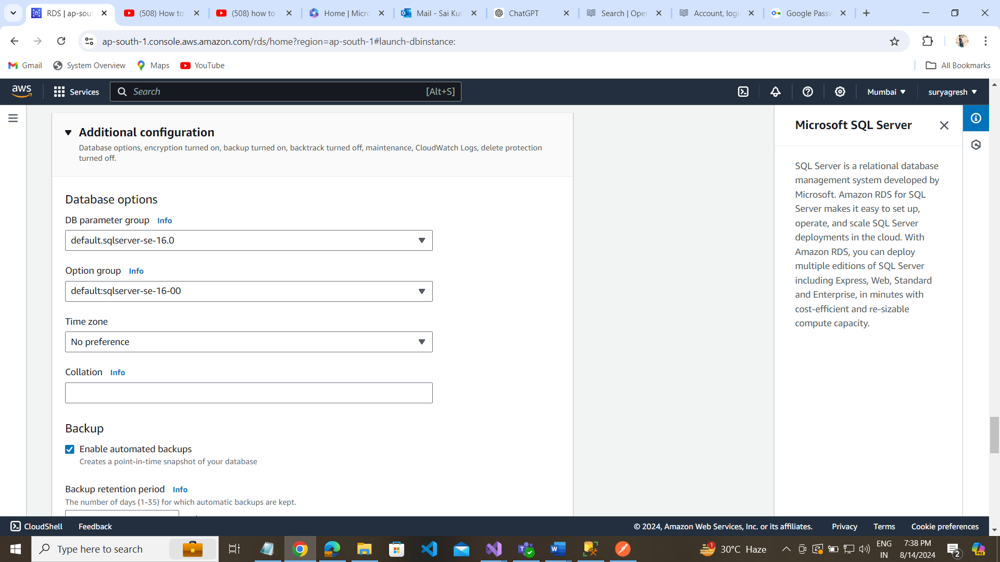 RDS | ap-sout
(508) How to
(508) how to
Home | Micro
Mail - Sai Kun
ChatGPT
Search | Oper
Account, logi
Google Passw
ap-south-1.console.aws.amazon.com/rds/home?region=ap-south-1#launch-dbinstance:
Gmail
System Overview
Maps
YouTube
All Bookmarks
aws
Services
Search
[Alt+S]
Mumbai
suryagresh
Additional configuration
Database options, encryption turned on, backup turned on, backtrack turned off, maintenance, CloudWatch Logs, delete protection
turned off.
Database options
DB parameter group Info
default.sqlserver-se-16.0
Option group Info
default:sqlserver-se-16-00
Time zone
No preference
Collation Info
Backup
Enable automated backups
Creates a point-in-time snapshot of your database
Backup retention period Info
The number of days (1-35) for which automatic backups are kept.
Microsoft SQL Server
SQL Server is a relational database
management system developed by
Microsoft. Amazon RDS for SQL
Server makes it easy to set up,
operate, and scale SQL Server
deployments in the cloud. With
Amazon RDS, you can deploy
multiple editions of SQL Server
including Express, Web, Standard
and Enterprise, in minutes with
cost-efficient and re-sizable
compute capacity.
CloudShell
Feedback
© 2024, Amazon Web Services, Inc. or its affiliates.
Privacy
Terms
Cookie preferences
Type here to search
1
30°C Haze
ENG
IN
7:38 PM
8/14/2024
2
PRE